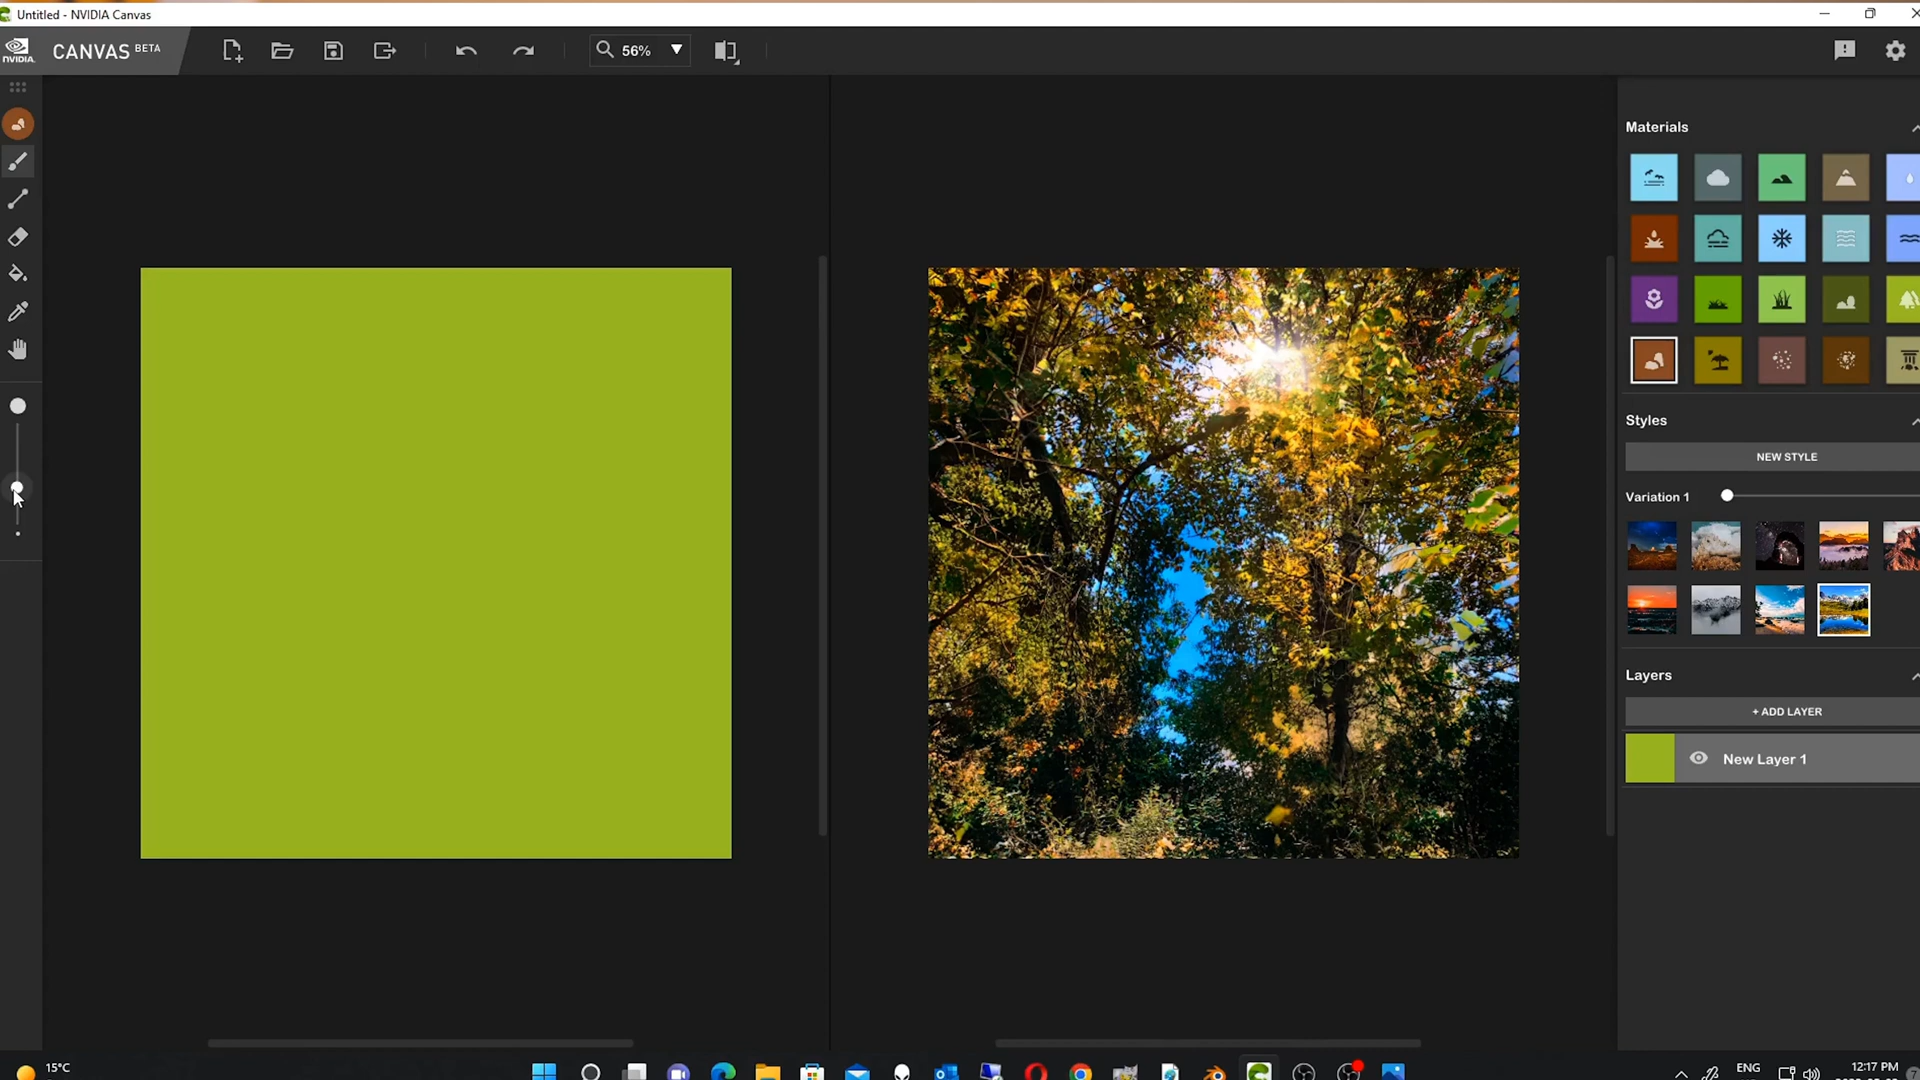 Untitled - NVIDIA Canvas
NVIDIA. CANVAS BETA
56%
Materials
Styles
NEW STYLE
Variation 1
Layers
+ ADD LAYER
New Layer 1
15°C
ENG
12:17 PM